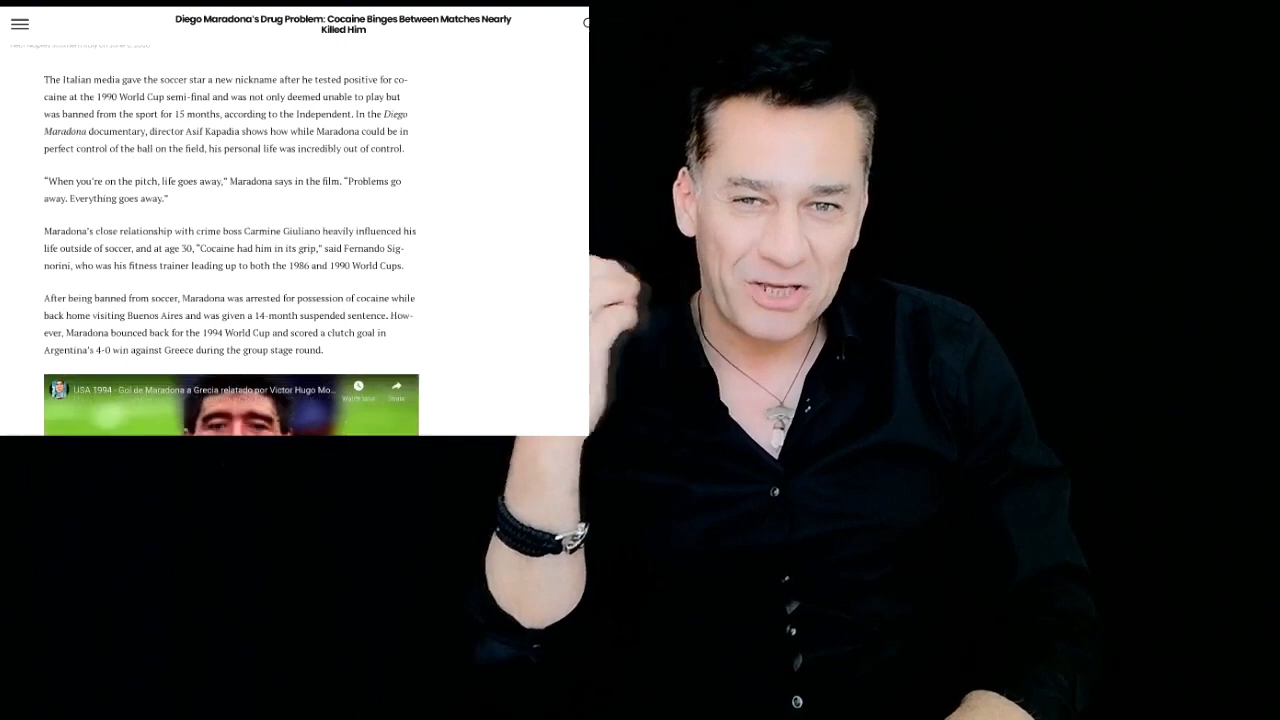 Diego Maradona's Drug Problem: Cocaine Binges Between Matches Nearly
Killed Him
The Italian media gave the soccer star a new nickname after he tested positive for co-
caine at the 1990 World Cup semi-final and was not only deemed unable to play but
was banned from the sport for 15 months, according to the Independent. In the Diego
Maradona documentary, director Asif Kapadia shows how while Maradona could be in
perfect control of the ball on the field, his personal life was incredibly out of control.
“When you're on the pitch, life goes away,” Maradona says in the film. “Problems go
away. Everything goes away.”
Maradona's close relationship with crime boss Carmine Giuliano heavily influenced his
life outside of soccer, and at age 30, “Cocaine had him in its grip,” said Fernando Sig-
norini, who was his fitness trainer leading up to both the 1986 and 1990 World Cups.
After being banned from soccer, Maradona was arrested for possession of cocaine while
back home visiting Buenos Aires and was given a 14-month suspended sentence. How-
ever, Maradona bounced back for the 1994 World Cup and scored a clutch goal in
Argentina's 4-0 win against Greece during the group stage round.
USA 1994 - Gol de Maradona a Grecia relatado por Victor Hugo Mo...
Watch later
Share